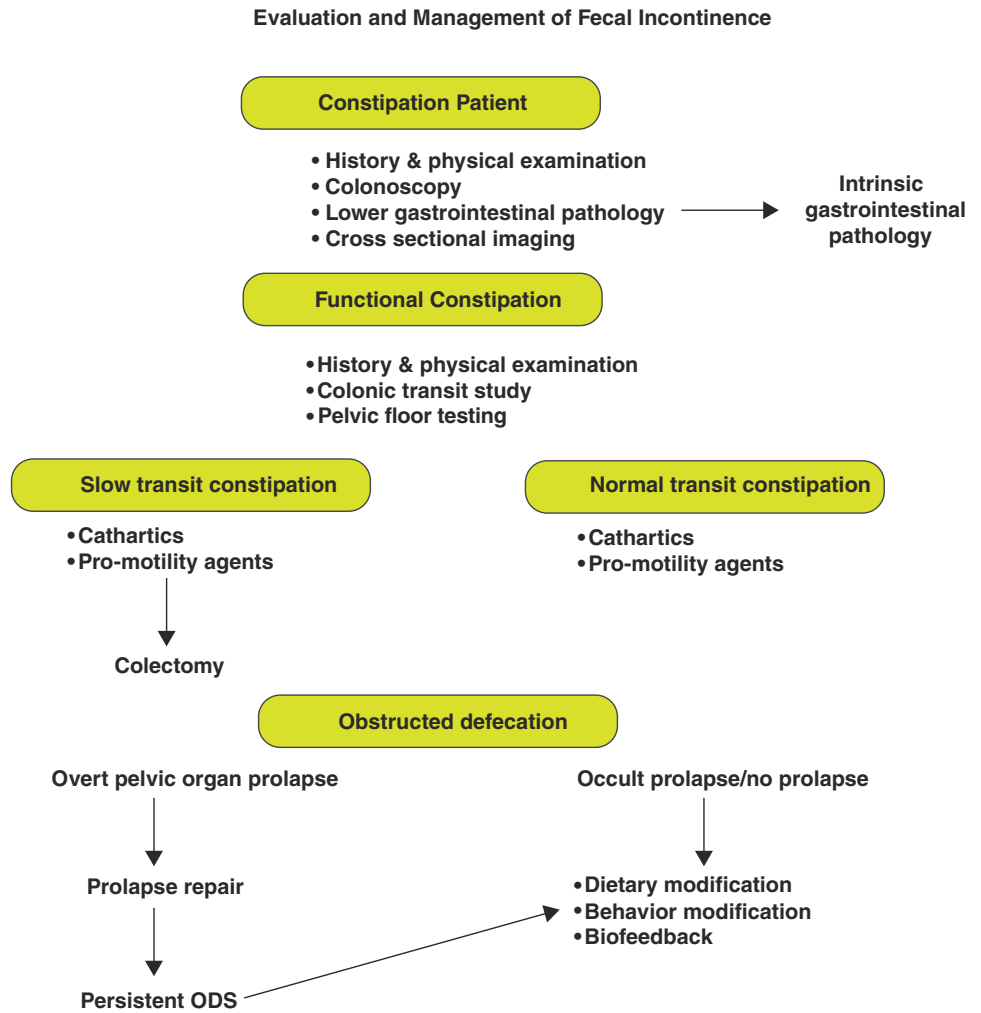 Evaluation and Management of Fecal Incontinence
Constipation Patient
• History & physical examination
• Colonoscopy
• Lower gastrointestinal pathology
• Cross sectional imaging
Intrinsic
gastrointestinal
pathology
Functional Constipation
• History & physical examination
• Colonic transit study
• Pelvic floor testing
Slow transit constipation
• Cathartics
• Pro-motility agents
Colectomy
Normal transit constipation
• Cathartics
• Pro-motility agents
Obstructed defecation
Overt pelvic organ prolapse
Prolapse repair
Persistent ODS
Occult prolapse/no prolapse
• Dietary modification
• Behavior modification
• Biofeedback